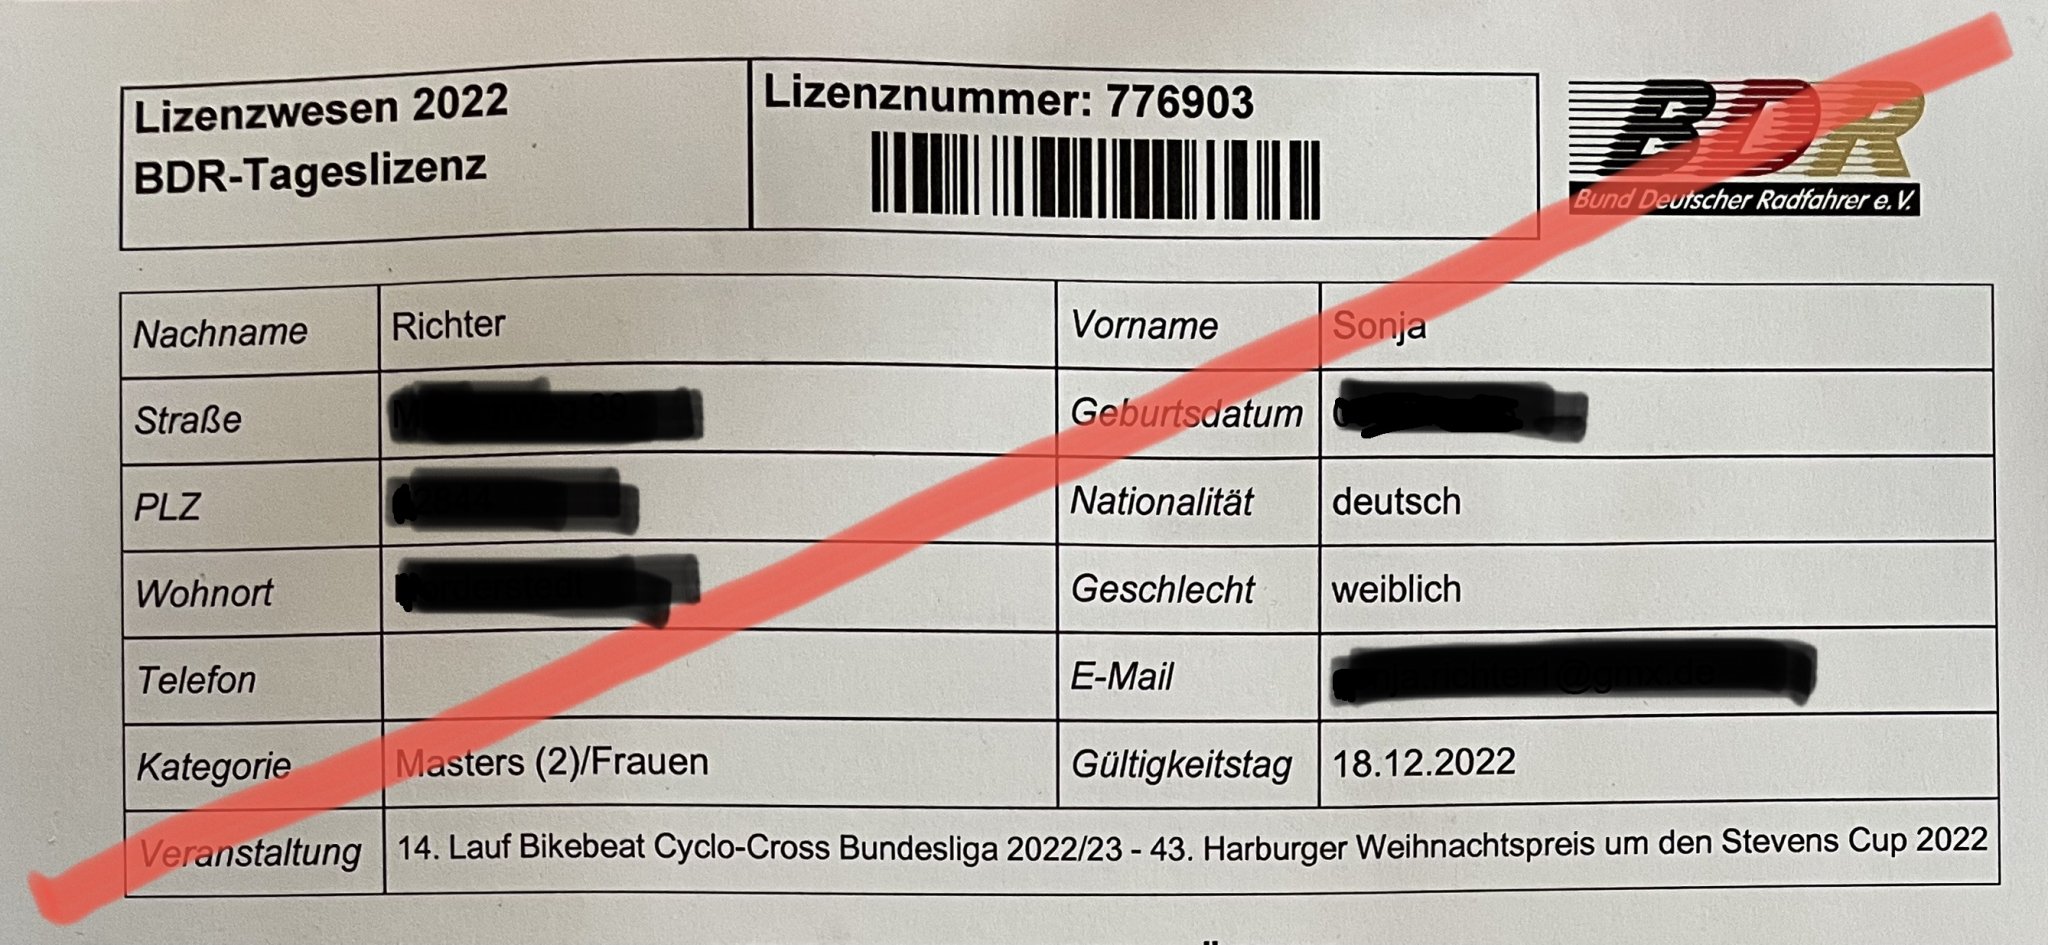 Lizenzwesen 2022
BDR-Tageslizenz
Lizenznummer: 776903
BDR
Bund Deutscher Radfahrer e.V.
Nachname Richter Vorname Sonja
Straße Geburtsdatum
PLZ Nationalität deutsch
Wohnort Geschlecht weiblich
Telefon E-Mail
Kategorie Masters (2)/Frauen Gültigkeitstag 18.12.2022
Veranstaltung 14. Lauf Bikebeat Cyclo-Cross Bundesliga 2022/23 - 43. Harburger Weihnachtspreis um den Stevens Cup 2022